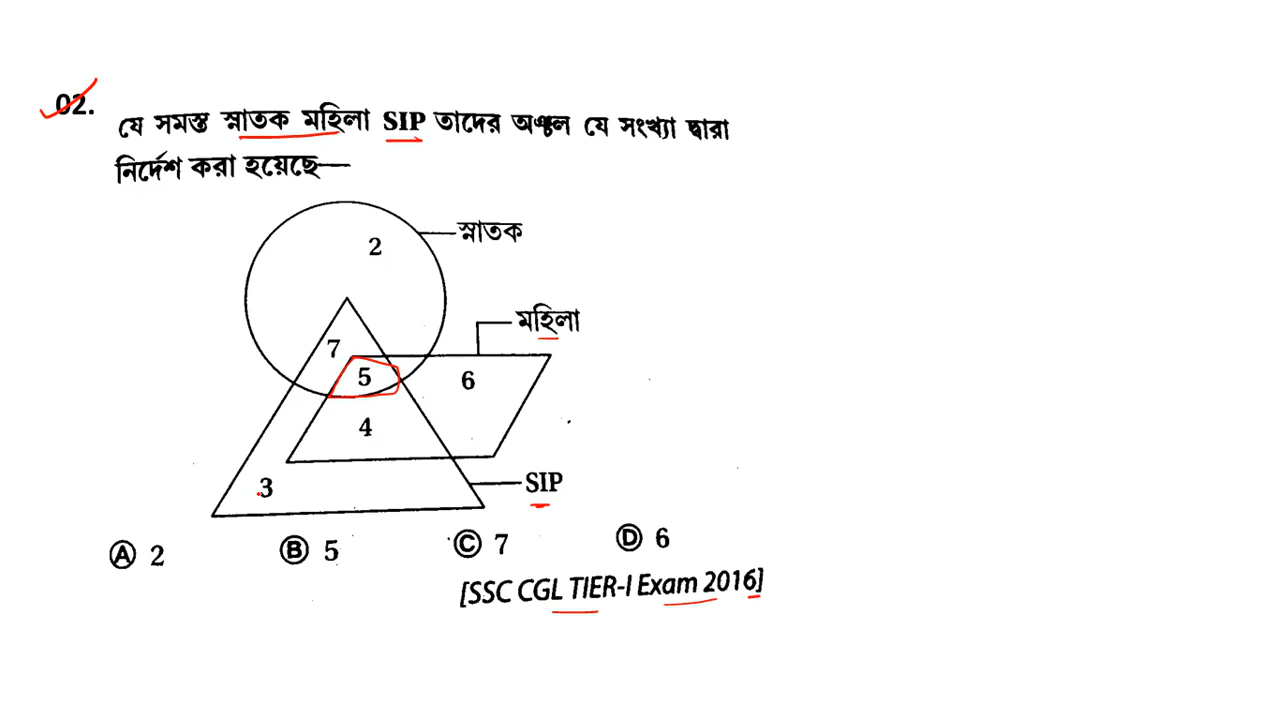 02.
যে সমস্ত স্নাতক মহিলা SIP তাদের অঞ্চল যে সংখ্যা দ্বারা
নির্দেশ করা হয়েছে—
স্নাতক
2
মহিলা
7
5
6
4
3
SIP
Ⓐ 2 Ⓑ 5 Ⓒ 7 Ⓓ 6
[SSC CGL TIER-I Exam 2016]